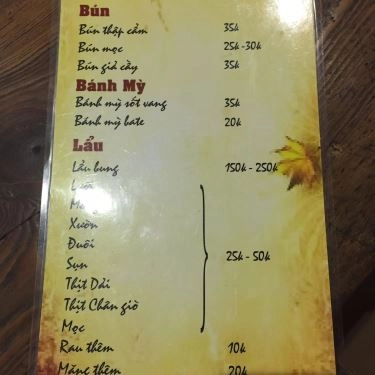 Bún
Bún thập cẩm 35k
Bún mọc 25k-30k
Bún giả cầy 35k
Bánh Mỳ
Bánh mỳ sốt vang 35k
Bánh mỳ bate 20k
Lẩu
Lẩu bung 150k - 250k
Xườn
Đuôi
Sụn 25k - 50k
Thịt Dải
Thịt Chân giò
Mọc
Rau thêm 10k
Măng thêm 20k